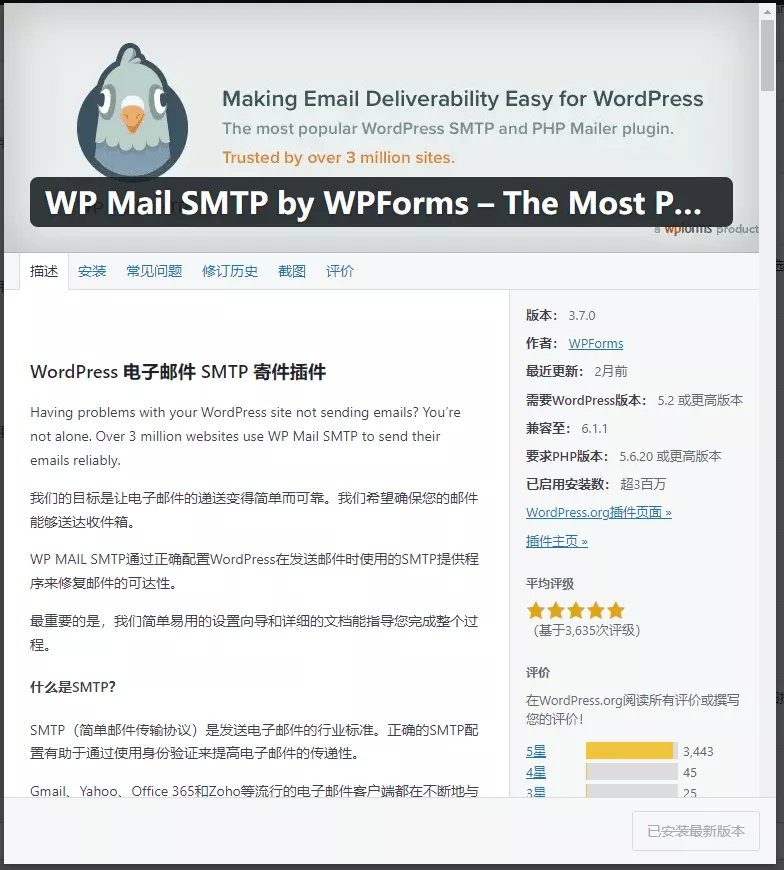 Making Email Deliverability Easy for WordPress
The most popular WordPress SMTP and PHP Mailer plugin.
Trusted by over 3 million sites.
WP Mail SMTP by WPForms – The Most P...
a wpforms product
描述 安装 常见问题 修订历史 截图 评价
WordPress 电子邮件 SMTP 寄件插件
Having problems with your WordPress site not sending emails? You’re
not alone. Over 3 million websites use WP Mail SMTP to send their
emails reliably.
我们的目标是让电子邮件的递送变得简单而可靠。我们希望确保您的邮件
能够送达收件箱。
WP MAIL SMTP通过正确配置WordPress在发送邮件时使用的SMTP提供程
序来修复邮件的可达性。
最重要的是，我们简单易用的设置向导和详细的文档能指导您完成整个过
程。
什么是SMTP？
SMTP（简单邮件传输协议）是发送电子邮件的行业标准。正确的SMTP配
置有助于通过使用身份验证来提高电子邮件的传递性。
Gmail、Yahoo、Office 365和Zoho等流行的电子邮件客户端都在不断地与
版本： 3.7.0
作者： WPForms
最近更新： 2月前
需要WordPress版本： 5.2 或更高版本
兼容至： 6.1.1
要求PHP版本： 5.6.20 或更高版本
已启用安装数： 超3百万
WordPress.org插件页面 »
插件主页 »
平均评级
（基于3,635次评级）
评价
在WordPress.org阅读所有评价或撰写
您的评价！
5星 3,443
4星 45
3星 25
已安装最新版本